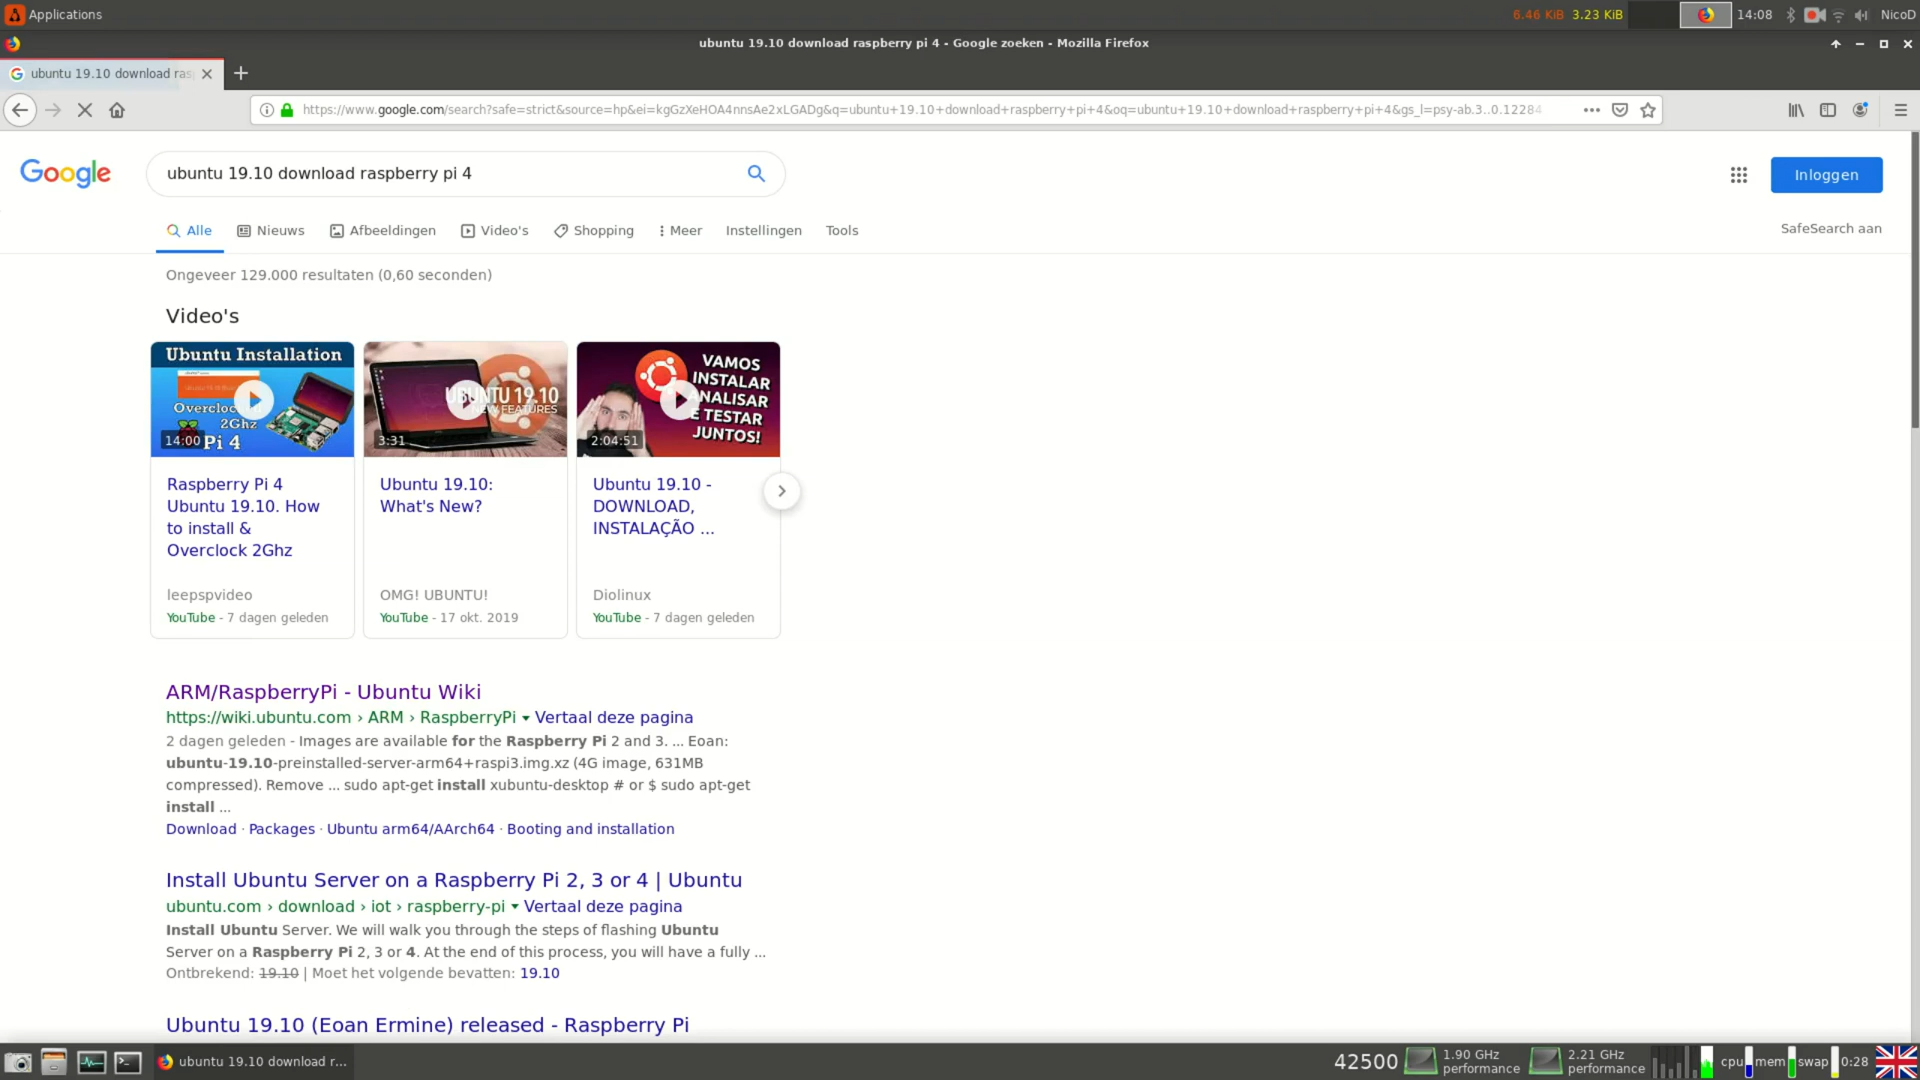 Applications
6.46 KiB 3.23 KiB
14:08
NicoD
ubuntu 19.10 download raspberry pi 4 - Google zoeken - Mozilla Firefox
ubuntu 19.10 download ras
https://www.google.com/search?safe=strict&source=hp&ei=kgGzXeHOA4nnsAe2xLGADg&q=ubuntu+19.10+download+raspberry+pi+4&oq=ubuntu+19.10+download+raspberry+pi+4&gs_l=psy-ab.3..0.12284
Google
ubuntu 19.10 download raspberry pi 4
Inloggen
Alle
Nieuws
Afbeeldingen
Video's
Shopping
Meer
Instellingen
Tools
SafeSearch aan
Ongeveer 129.000 resultaten (0,60 seconden)
Video's
Ubuntu Installation
Overcloc
2Ghz
Pi 4
14:00
UBUNTU 19.10
NEW FEATURES
3:31
VAMOS
INSTALAR
ANALISAR
E TESTAR
JUNTOS!
2:04:51
Raspberry Pi 4
Ubuntu 19.10. How
to install &
Overclock 2Ghz
leepspvideo
YouTube - 7 dagen geleden
Ubuntu 19.10:
What's New?
OMG! UBUNTU!
YouTube - 17 okt. 2019
Ubuntu 19.10 -
DOWNLOAD,
INSTALAÇÃO ...
Diolinux
YouTube - 7 dagen geleden
ARM/RaspberryPi - Ubuntu Wiki
https://wiki.ubuntu.com › ARM › RaspberryPi ▾ Vertaal deze pagina
2 dagen geleden - Images are available for the Raspberry Pi 2 and 3. ... Eoan:
ubuntu-19.10-preinstalled-server-arm64+raspi3.img.xz (4G image, 631MB
compressed). Remove ... sudo apt-get install xubuntu-desktop # or $ sudo apt-get
install ...
Download · Packages · Ubuntu arm64/AArch64 · Booting and installation
Install Ubuntu Server on a Raspberry Pi 2, 3 or 4 | Ubuntu
ubuntu.com › download › iot › raspberry-pi ▾ Vertaal deze pagina
Install Ubuntu Server. We will walk you through the steps of flashing Ubuntu
Server on a Raspberry Pi 2, 3 or 4. At the end of this process, you will have a fully ...
Ontbrekend: 19.10 | Moet het volgende bevatten: 19.10
Ubuntu 19.10 (Eoan Ermine) released - Raspberry Pi
ubuntu 19.10 download r...
42500
1.90 GHz
performance
2.21 GHz
performance
cpu
mem
swap
0:28